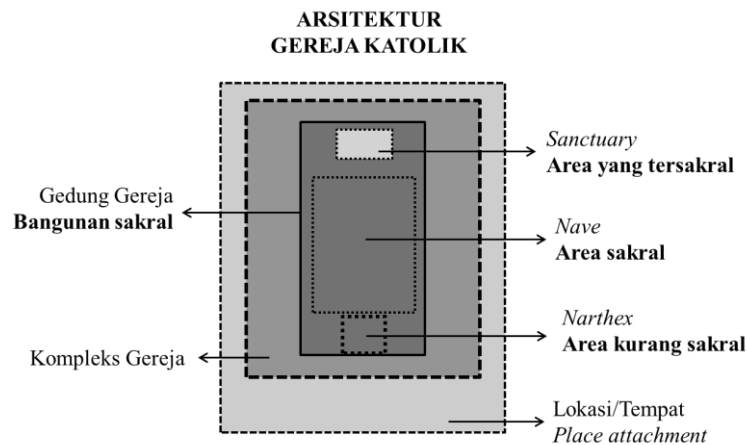 ARSITEKTUR
GEREJA KATOLIK
Sanctuary
Area yang tersakral
Gedung Gereja
Bangunan sakral
Nave
Area sakral
Narthex
Area kurang sakral
Kompleks Gereja
Lokasi/Tempat
Place attachment